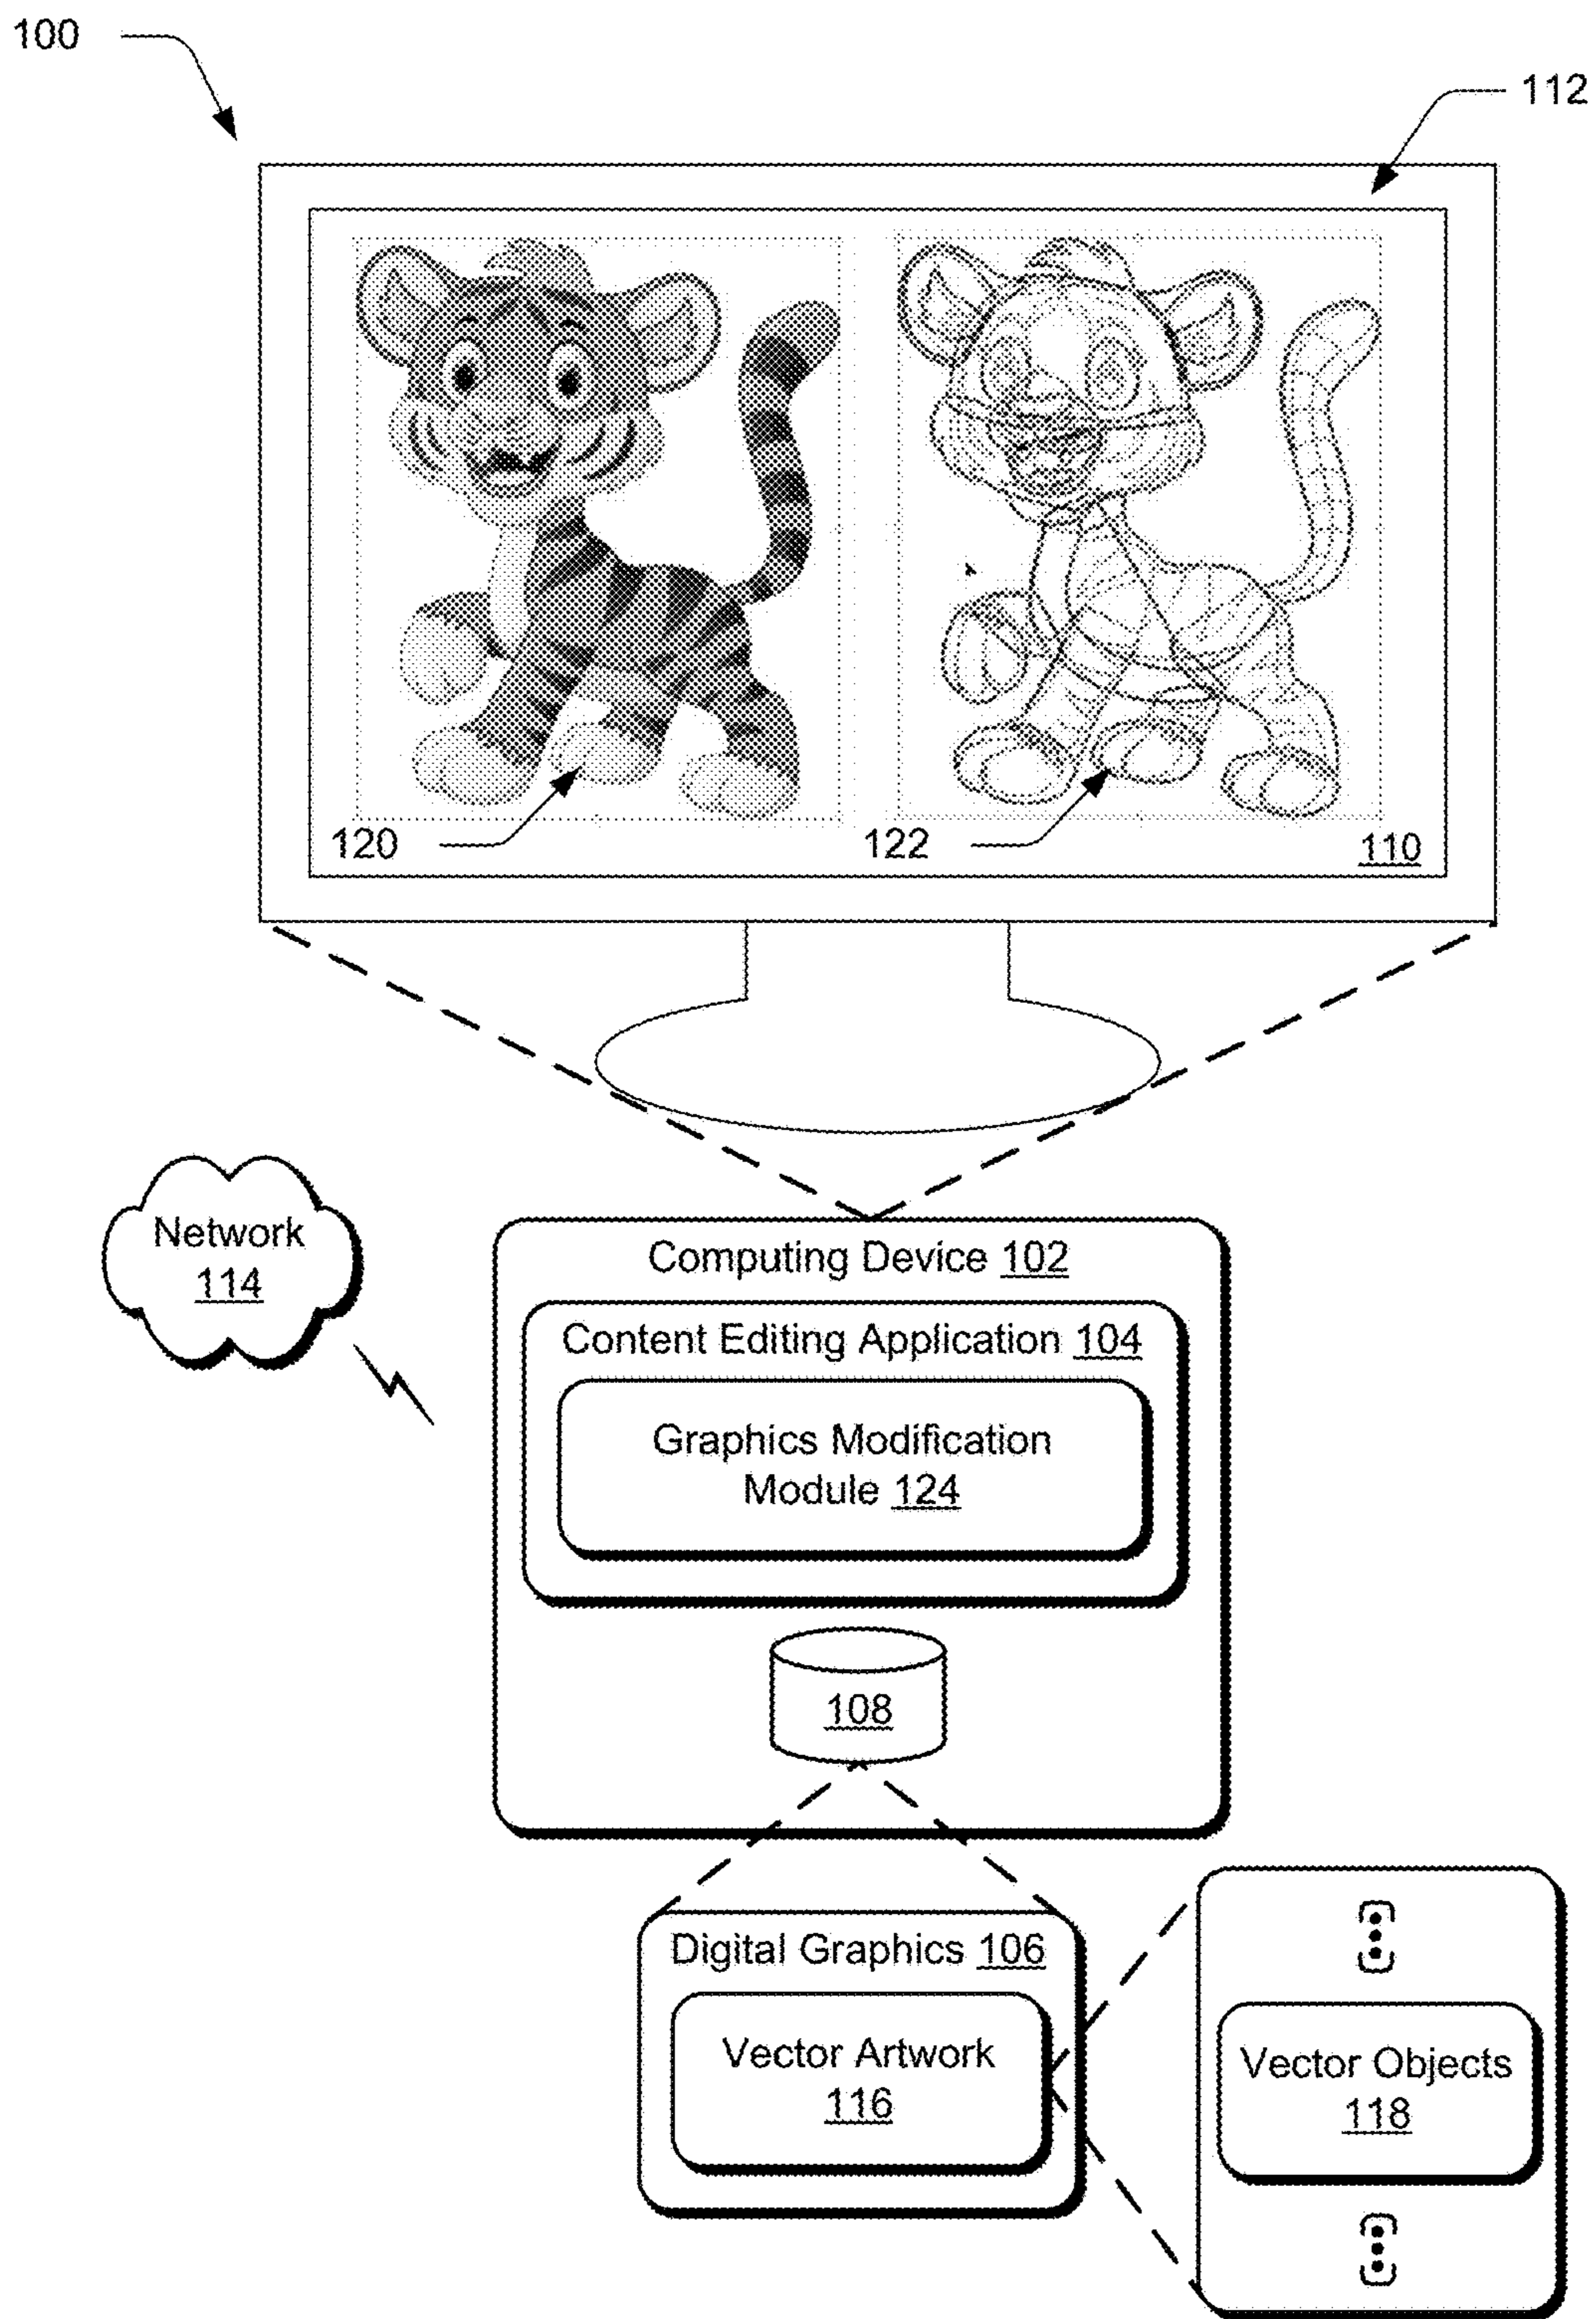 100
112
120
122
110
Network
114
Computing Device 102
Content Editing Application 104
Graphics Modification
Module 124
108
Digital Graphics 106
Vector Artwork
116
Vector Objects
118